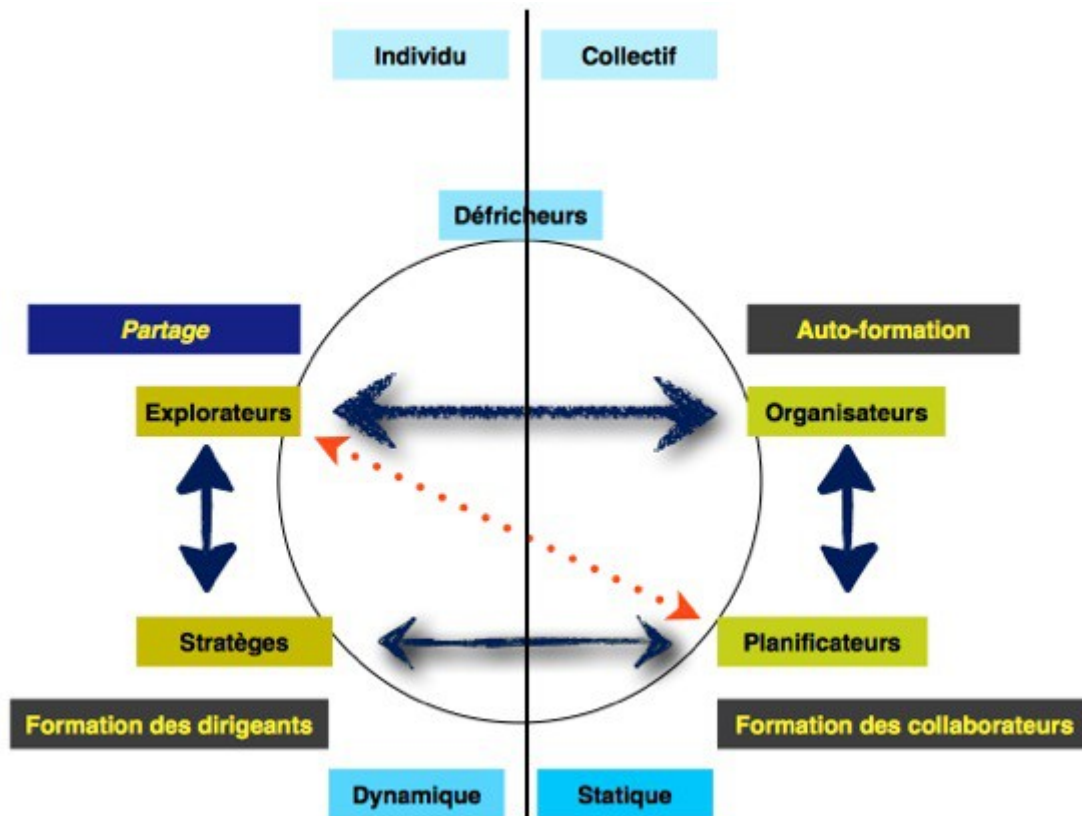 Individu
Collectif
Défricheurs
Partage
Auto-formation
Explorateurs
Organisateurs
Stratèges
Planificateurs
Formation des dirigeants
Formation des collaborateurs
Dynamique
Statique